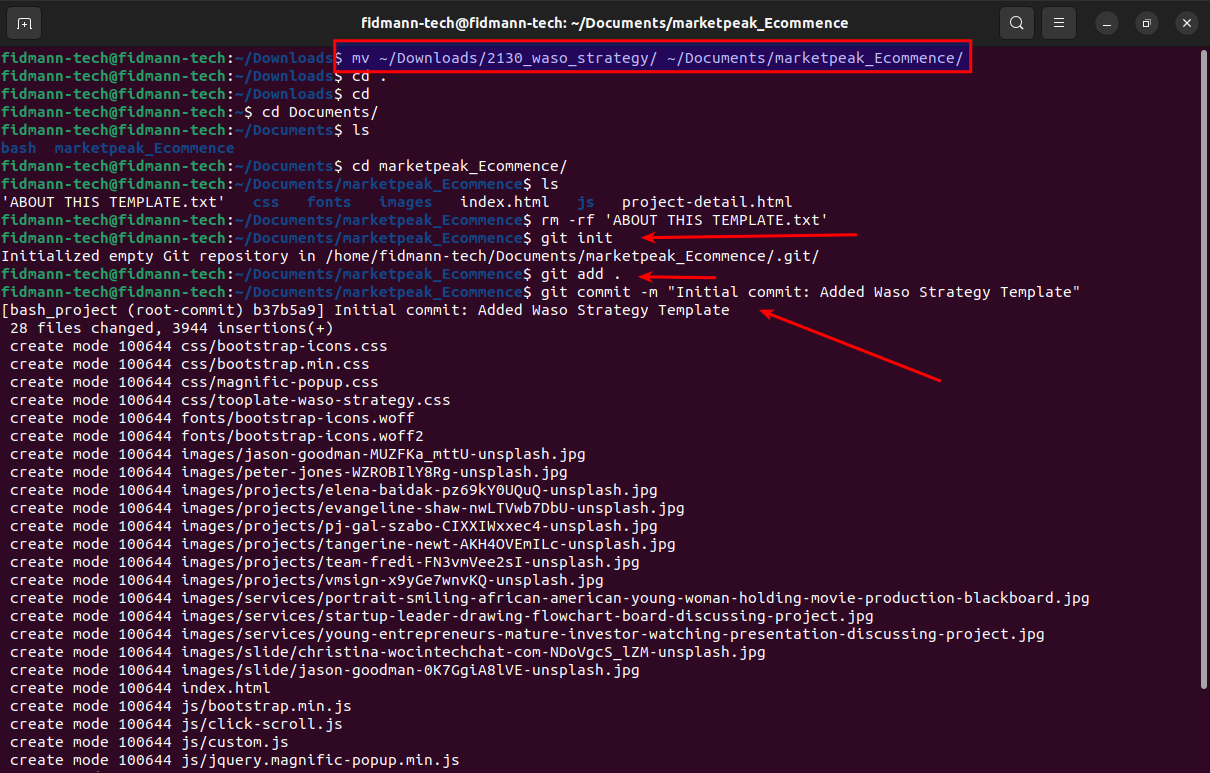 fidmann-tech@fidmann-tech: ~/Documents/marketpeak_Ecommence
fidmann-tech@fidmann-tech:~/Downloads$ mv ~/Downloads/2130_waso_strategy/ ~/Documents/marketpeak_Ecommence/
fidmann-tech@fidmann-tech:~/Downloads$ cd .
fidmann-tech@fidmann-tech:~/Downloads$ cd
fidmann-tech@fidmann-tech:~$ cd Documents/
fidmann-tech@fidmann-tech:~/Documents$ ls
bash  marketpeak_Ecommence
fidmann-tech@fidmann-tech:~/Documents$ cd marketpeak_Ecommence/
fidmann-tech@fidmann-tech:~/Documents/marketpeak_Ecommence$ ls
'ABOUT THIS TEMPLATE.txt'   css   fonts   images   index.html   js   project-detail.html
fidmann-tech@fidmann-tech:~/Documents/marketpeak_Ecommence$ rm -rf 'ABOUT THIS TEMPLATE.txt'
fidmann-tech@fidmann-tech:~/Documents/marketpeak_Ecommence$ git init
Initialized empty Git repository in /home/fidmann-tech/Documents/marketpeak_Ecommence/.git/
fidmann-tech@fidmann-tech:~/Documents/marketpeak_Ecommence$ git add .
fidmann-tech@fidmann-tech:~/Documents/marketpeak_Ecommence$ git commit -m "Initial commit: Added Waso Strategy Template"
[bash_project (root-commit) b37b5a9] Initial commit: Added Waso Strategy Template
 28 files changed, 3944 insertions(+)
 create mode 100644 css/bootstrap-icons.css
 create mode 100644 css/bootstrap.min.css
 create mode 100644 css/magnific-popup.css
 create mode 100644 css/tooplate-waso-strategy.css
 create mode 100644 fonts/bootstrap-icons.woff
 create mode 100644 fonts/bootstrap-icons.woff2
 create mode 100644 images/jason-goodman-MUZFKa_mttU-unsplash.jpg
 create mode 100644 images/peter-jones-WZROBIlY8Rg-unsplash.jpg
 create mode 100644 images/projects/elena-baidak-pz69kY0UQuQ-unsplash.jpg
 create mode 100644 images/projects/evangeline-shaw-nwLTVwb7DbU-unsplash.jpg
 create mode 100644 images/projects/pj-gal-szabo-CIXXIWxxec4-unsplash.jpg
 create mode 100644 images/projects/tangerine-newt-AKH4OVEmILc-unsplash.jpg
 create mode 100644 images/projects/team-fredi-FN3vmVee2sI-unsplash.jpg
 create mode 100644 images/projects/vmsign-x9yGe7wnvKQ-unsplash.jpg
 create mode 100644 images/services/portrait-smiling-african-american-young-woman-holding-movie-production-blackboard.jpg
 create mode 100644 images/services/startup-leader-drawing-flowchart-board-discussing-project.jpg
 create mode 100644 images/services/young-entrepreneurs-mature-investor-watching-presentation-discussing-project.jpg
 create mode 100644 images/slide/christina-wocintechchat-com-NDoVgcS_lZM-unsplash.jpg
 create mode 100644 images/slide/jason-goodman-0K7GgiA8lVE-unsplash.jpg
 create mode 100644 index.html
 create mode 100644 js/bootstrap.min.js
 create mode 100644 js/click-scroll.js
 create mode 100644 js/custom.js
 create mode 100644 js/jquery.magnific-popup.min.js